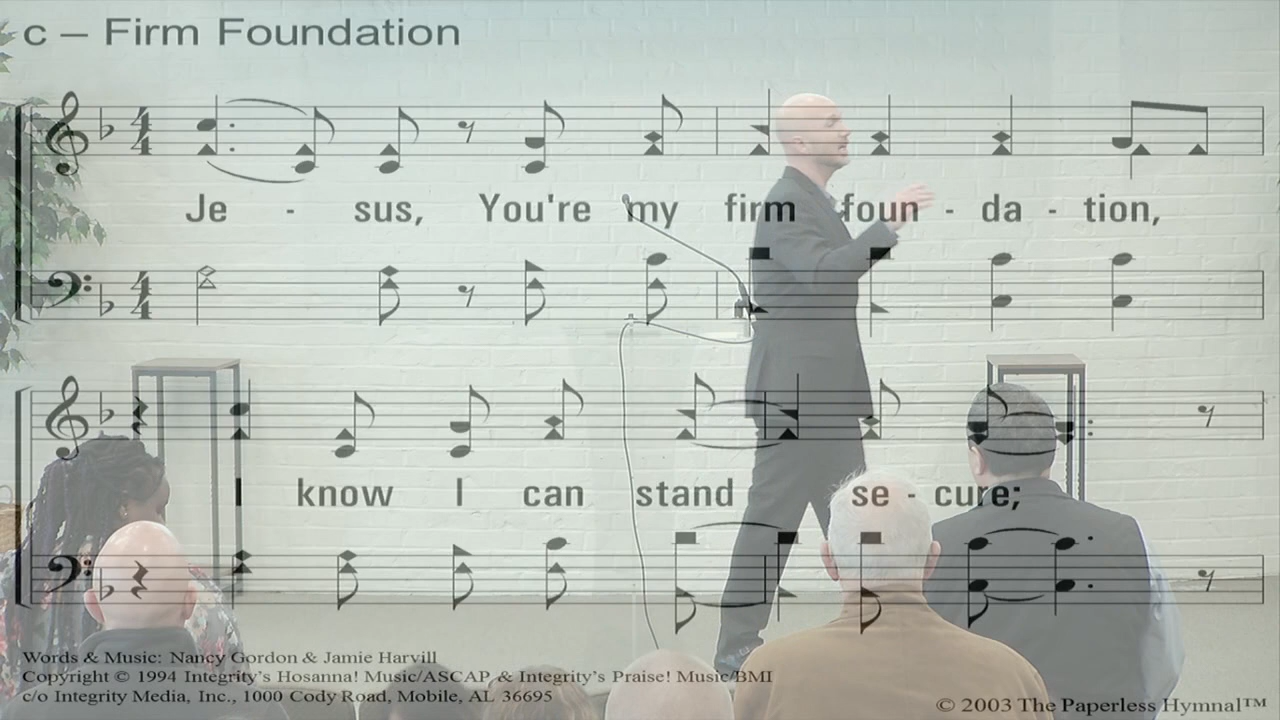 c – Firm Foundation
Je - sus, You're my firm foun - da - tion,
I know I can stand se - cure;
Words & Music: Nancy Gordon & Jamie Harvill
Copyright © 1994 Integrity's Hosanna! Music/ASCAP & Integrity's Praise! Music/BMI
c/o Integrity Media, Inc., 1000 Cody Road, Mobile, AL 36695
© 2003 The Paperless Hymnal™